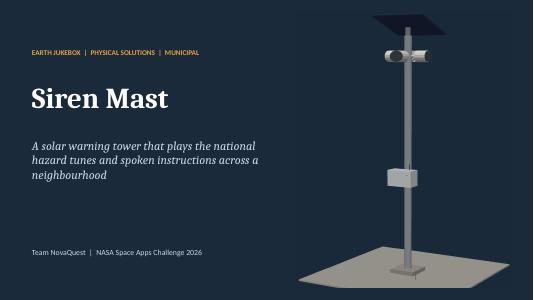 EARTH JUKEBOX | PHYSICAL SOLUTIONS | MUNICIPAL
Siren Mast
A solar warning tower that plays the national
hazard tunes and spoken instructions across a
neighbourhood
Team NovaQuest | NASA Space Apps Challenge 2026